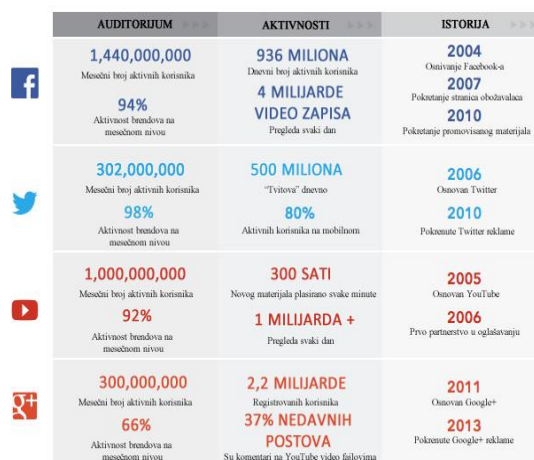 AUDITORIJUM
AKTIVNOSTI
ISTORIJA
1,440,000,000
Mesečni broj aktivnih korisnika
94%
Aktivnost brendova na
mesečnom nivou
936 MILIONA
Dnevni broj aktivnih korisnika
4 MILIJARDE
VIDEO ZAPISA
Pregleda svaki dan
2004
Osnivanje Facebook-a
2007
Pokretanje stranica obožavalaca
2010
Pokretanje promovisanog materijala
302,000,000
Mesečni broj aktivnih korisnika
98%
Aktivnost brendova na
mesečnom nivou
500 MILIONA
"Tvitova" dnevno
80%
Aktivnih korisnika na mobilnom
2006
Osnovan Twitter
2010
Pokrenute Twitter reklame
1,000,000,000
Mesečni broj aktivnih korisnika
92%
Aktivnost brendova na
mesečnom nivou
300 SATI
Novog materijala plasirano svake minute
1 MILIJARDA +
Pregleda svaki dan
2005
Osnovan YouTube
2006
Prvo partnerstvo u oglašavanju
g+
300,000,000
Mesečni broj aktivnih korisnika
66%
Aktivnost brendova na
mesečnom nivou
2,2 MILIJARDE
Registrovanih korisnika
37% NEDAVNIH
POSTOVA
Su komentari na YouTube video failovima
2011
Osnovan Google+
2013
Pokrenute Google+ reklame